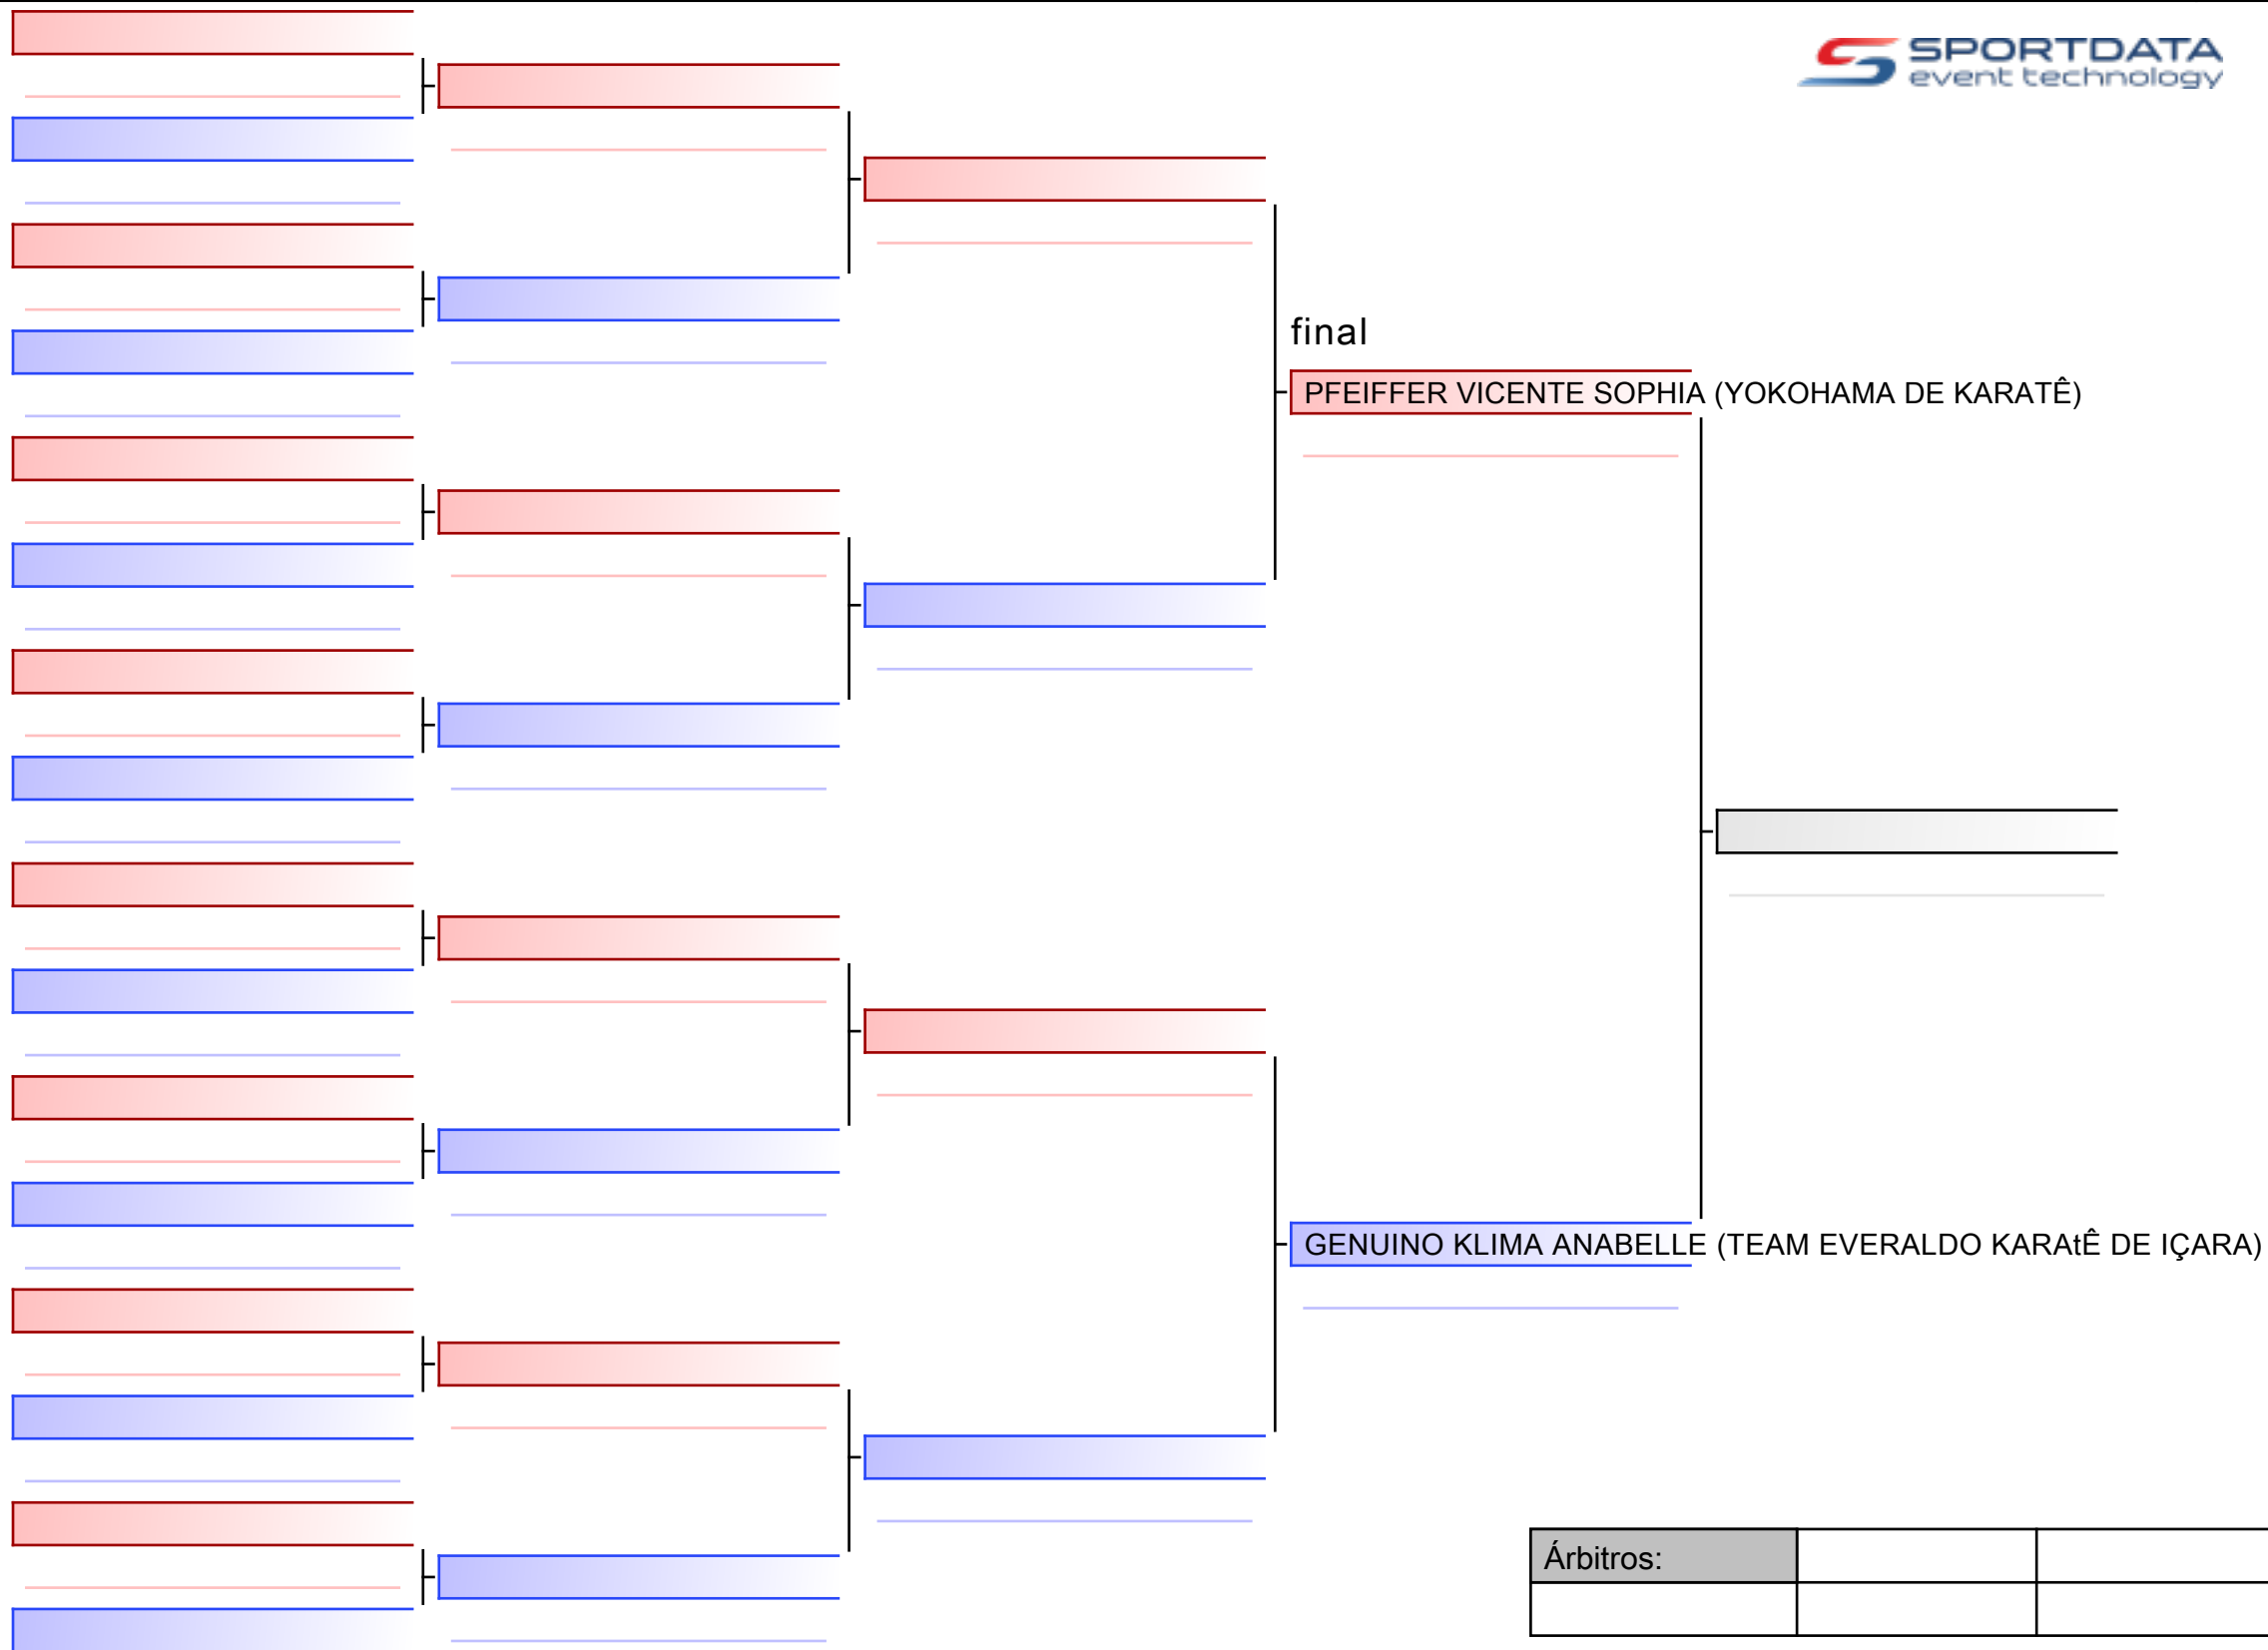 SPORTDATA
event technology
final
PFEIFFER VICENTE SOPHIA (YOKOHAMA DE KARATÊ)
GENUINO KLIMA ANABELLE (TEAM EVERALDO KARAtÊ DE IÇARA)
Árbitros: